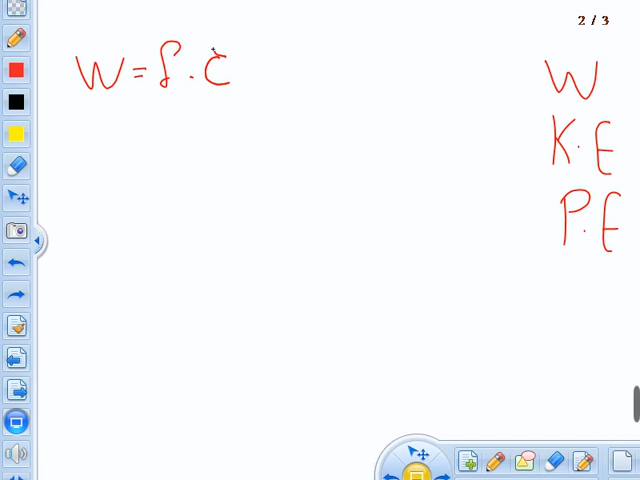 2 / 3
W =
W
K.E
P.E